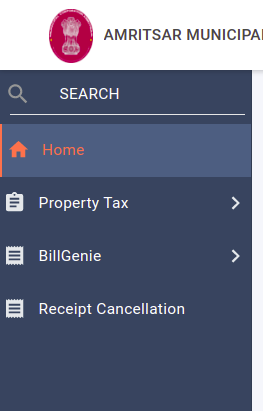 AMRITSAR MUNICIPA
SEARCH
Home
Property Tax
BillGenie
Receipt Cancellation